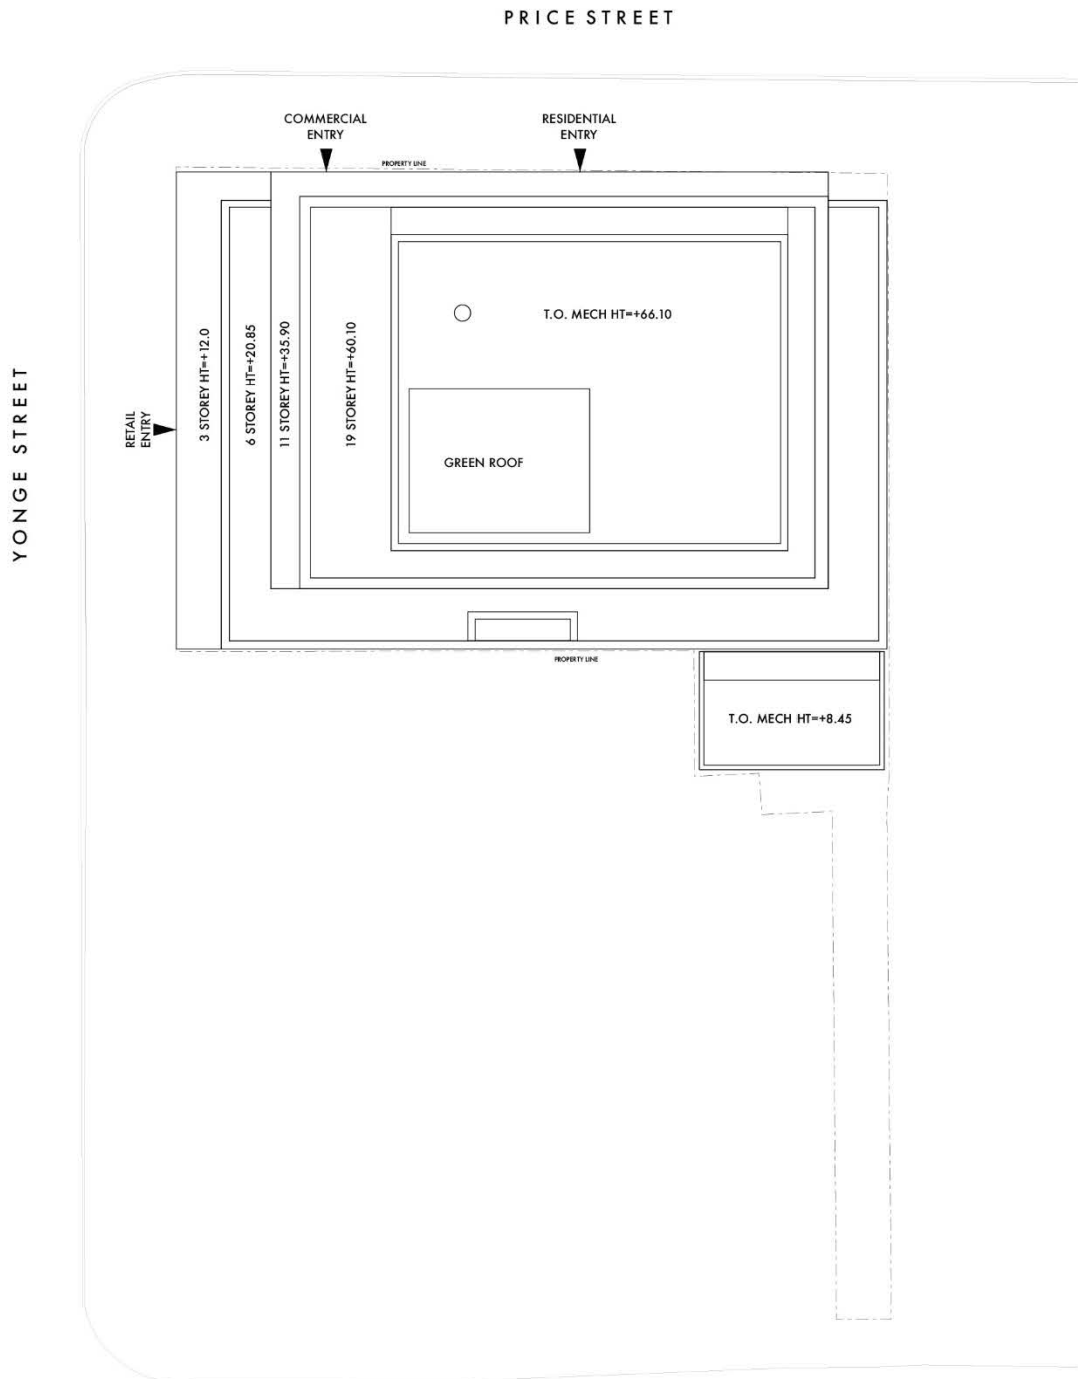 PRICE STREET
COMMERCIAL
ENTRY
RESIDENTIAL
ENTRY
PROPERTY LINE
YONGE STREET
RETAIL
ENTRY
3 STOREY HT=+12.0
6 STOREY HT=+20.85
11 STOREY HT=+35.90
19 STOREY HT=+60.10
T.O. MECH HT=+66.10
GREEN ROOF
PROPERTY LINE
T.O. MECH HT=+8.45